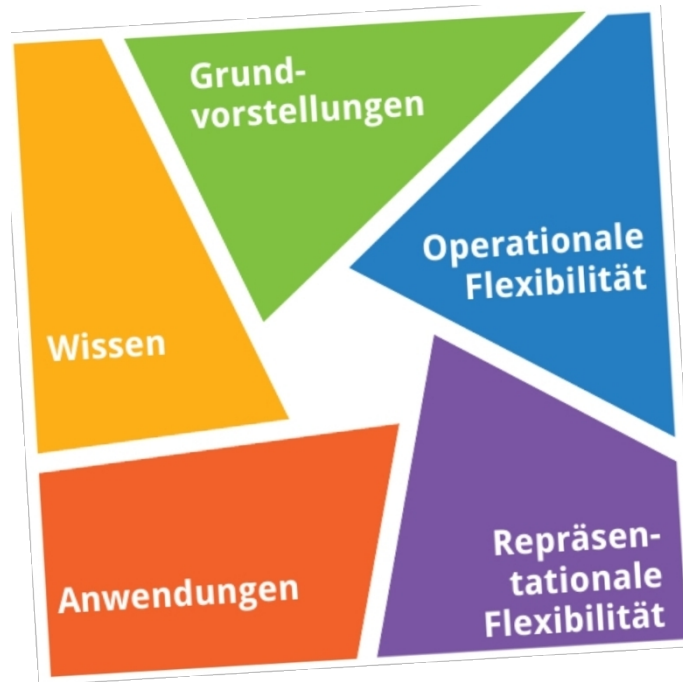 Grund-
vorstellungen
Operationale
Flexibilität
Wissen
Anwendungen
Repräsen-
tationale
Flexibilität